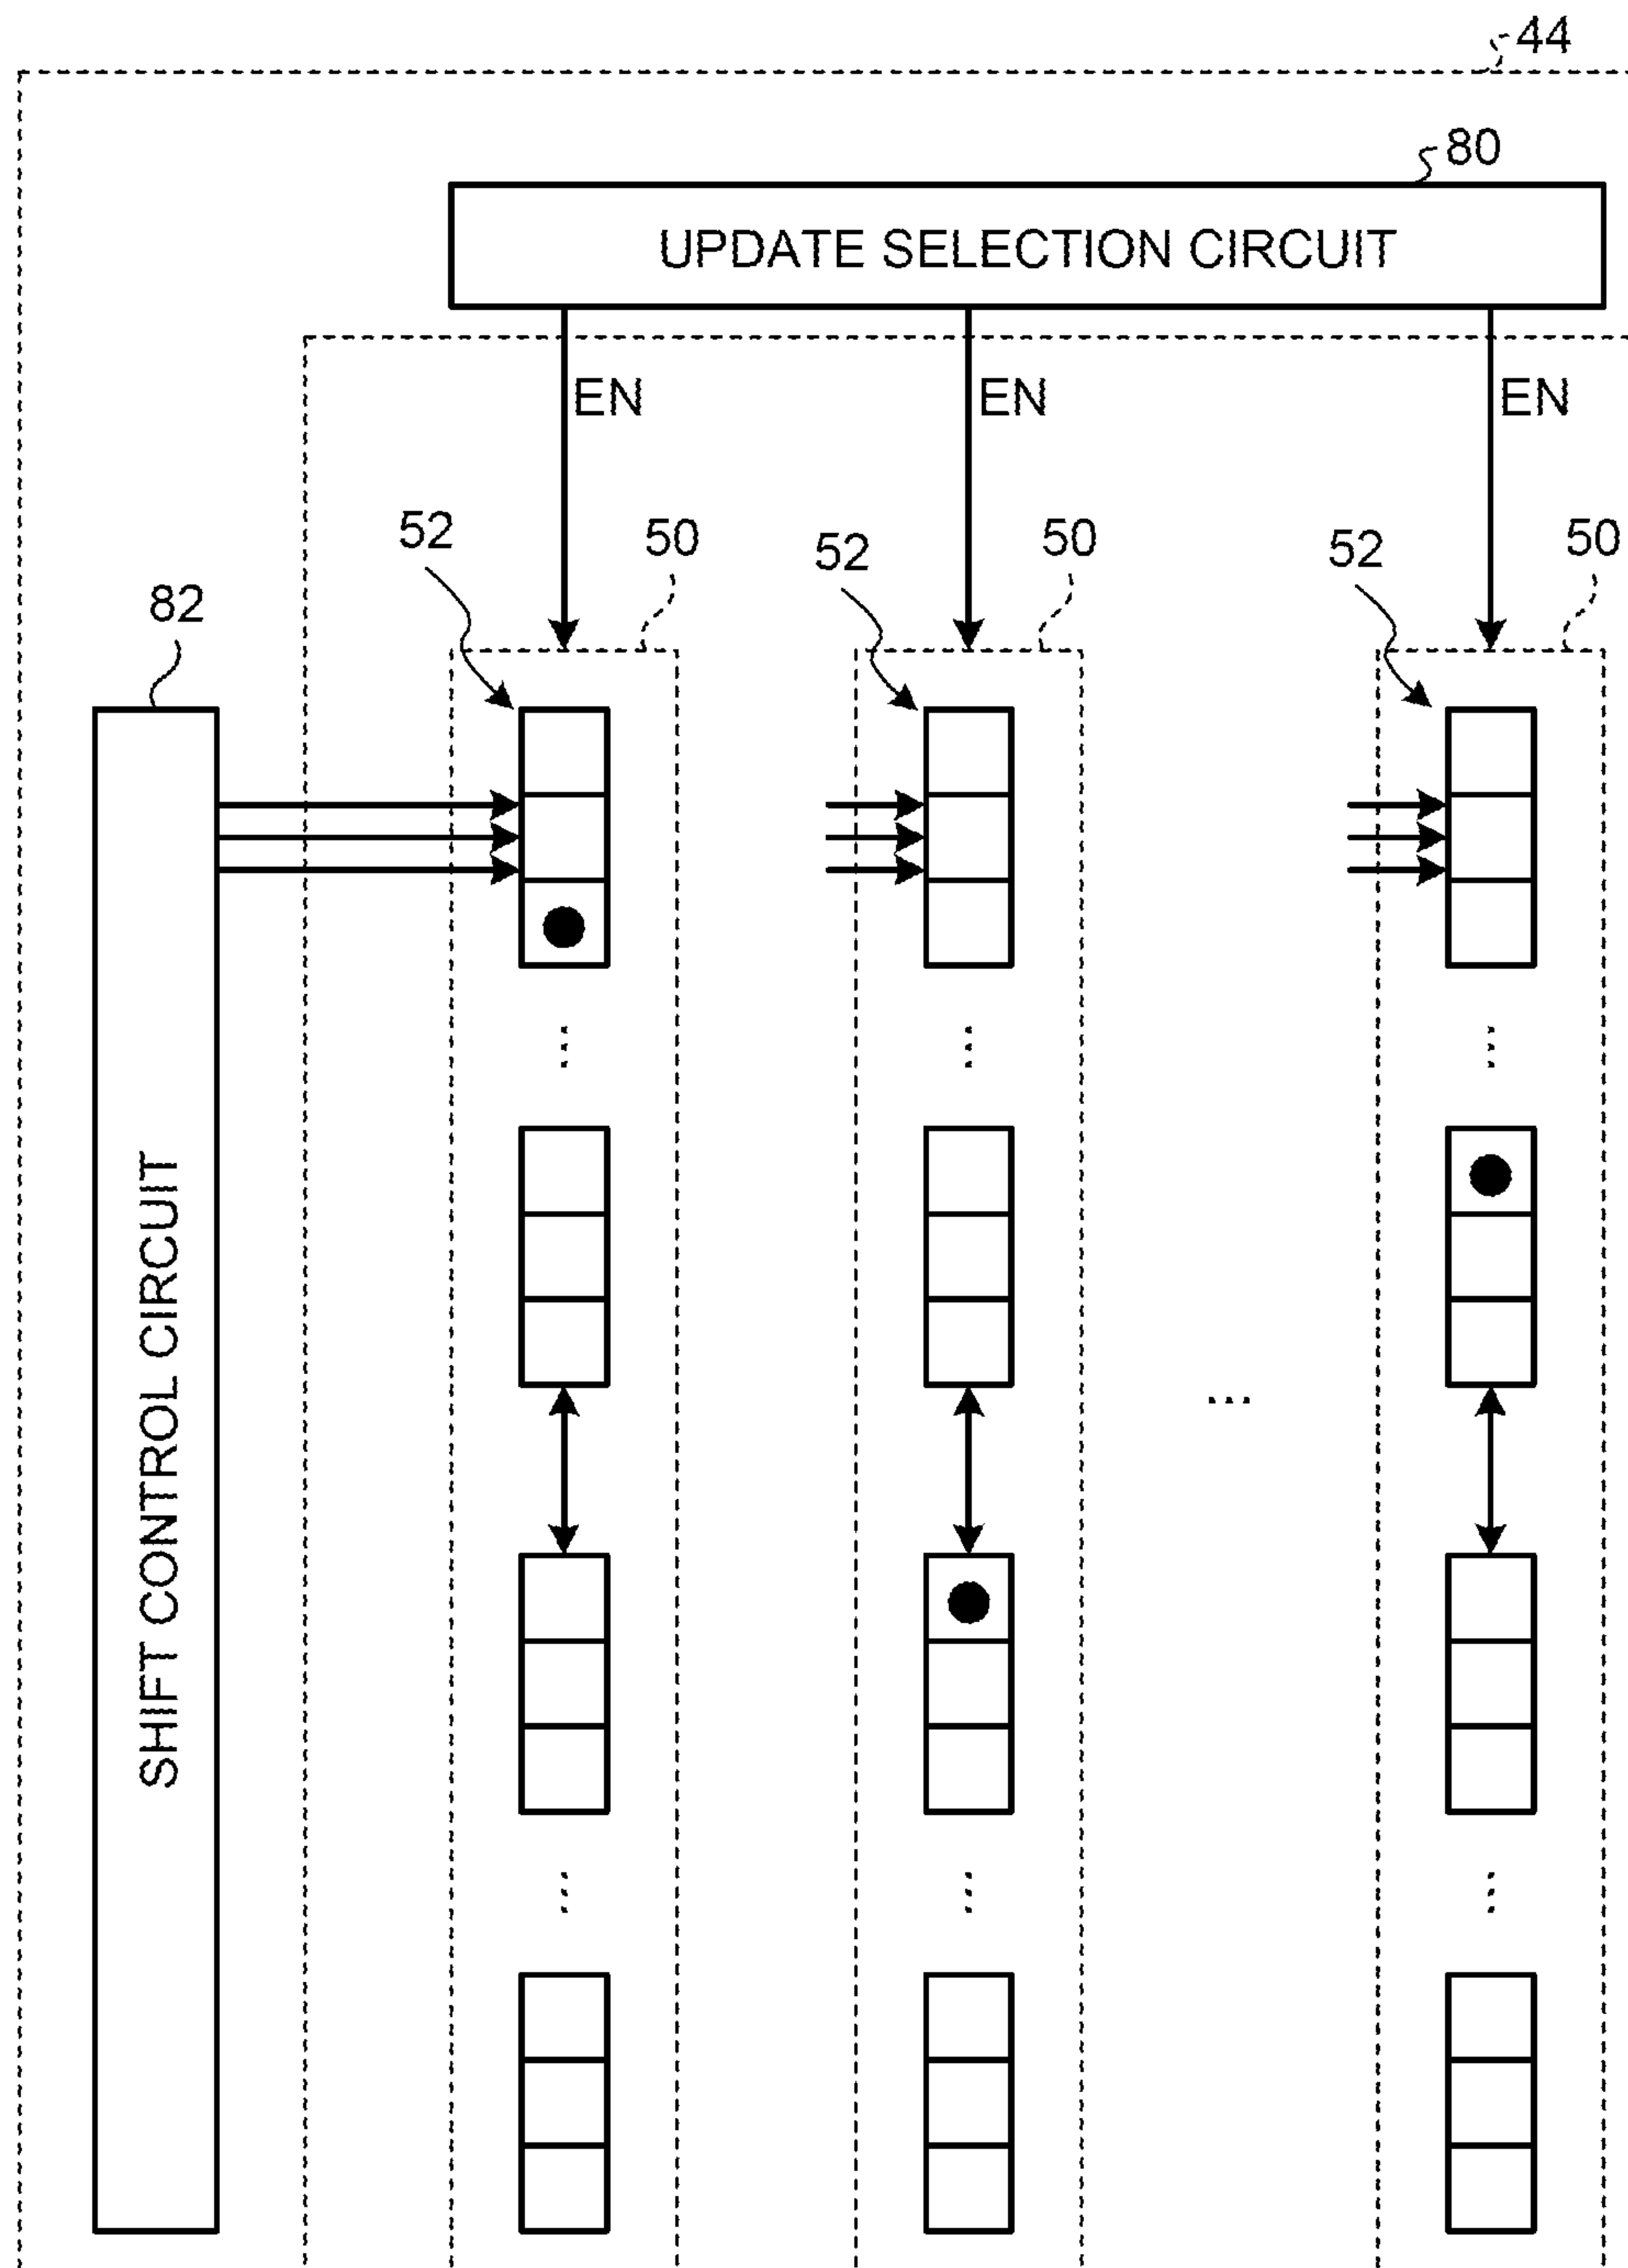 44
80
UPDATE SELECTION CIRCUIT
EN EN EN
52 50 52 50 52 50
82
SHIFT CONTROL CIRCUIT
...